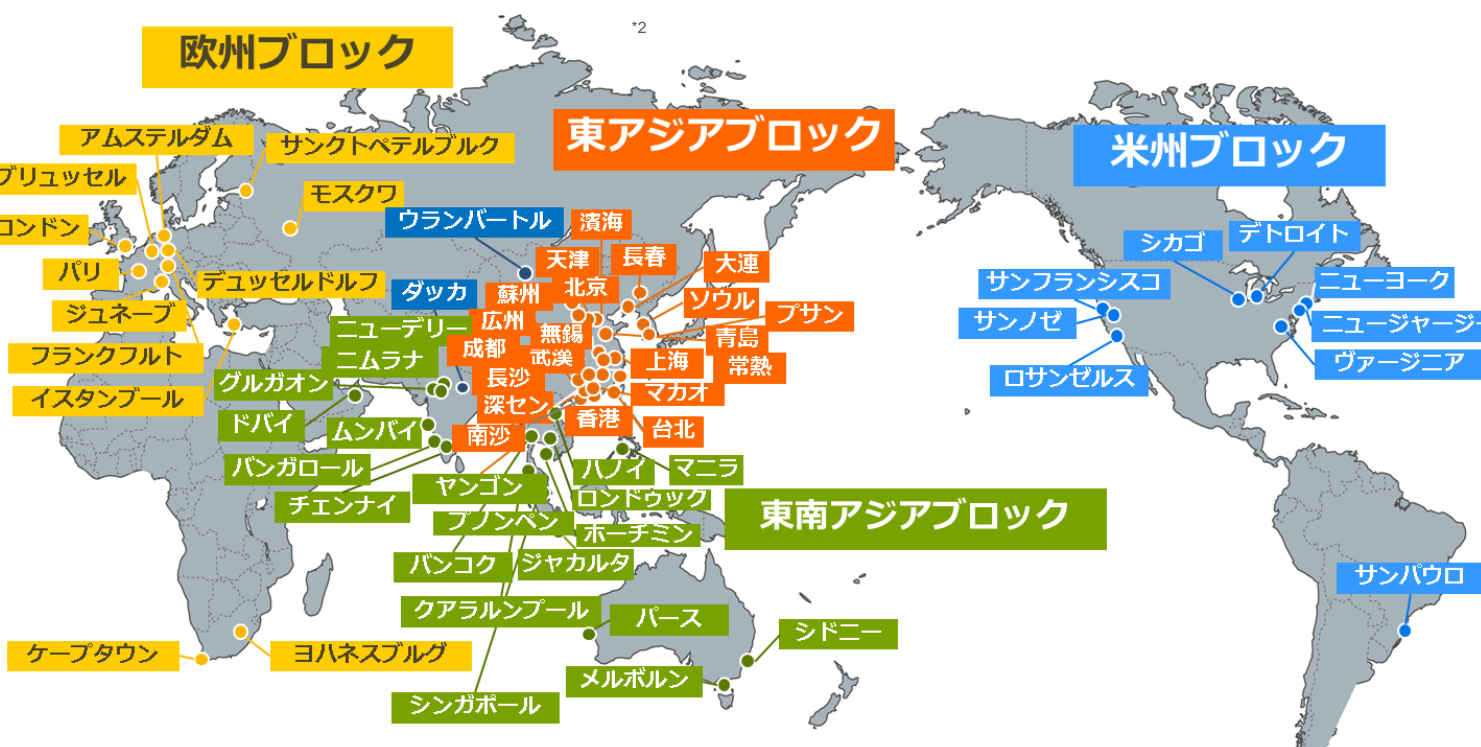 *2
欧州ブロック
東アジアブロック
米州ブロック
アムステルダム
サンクトペテルブルク
ブリュッセル
モスクワ
ロンドン
パリ
デュッセルドルフ
ジュネーブ
フランクフルト
イスタンブール
ケープタウン
ヨハネスブルグ
ウランバートル
ダッカ
濱海
天津
長春
大連
蘇州
北京
ソウル
プサン
広州
無錫
青島
成都
武漢
上海
常熱
長沙
マカオ
深セン
香港
台北
南沙
ニューデリー
ニムラナ
グルガオン
ドバイ
ムンバイ
バンガロール
チェンナイ
ヤンゴン
ハノイ
マニラ
ロンドゥック
プノンペン
ホーチミン
東南アジアブロック
バンコク
ジャカルタ
クアラルンプール
パース
シドニー
メルボルン
シンガポール
シカゴ
デトロイト
サンフランシスコ
ニューヨーク
サンノゼ
ニュージャージー
ロサンゼルス
ヴァージニア
サンパウロ